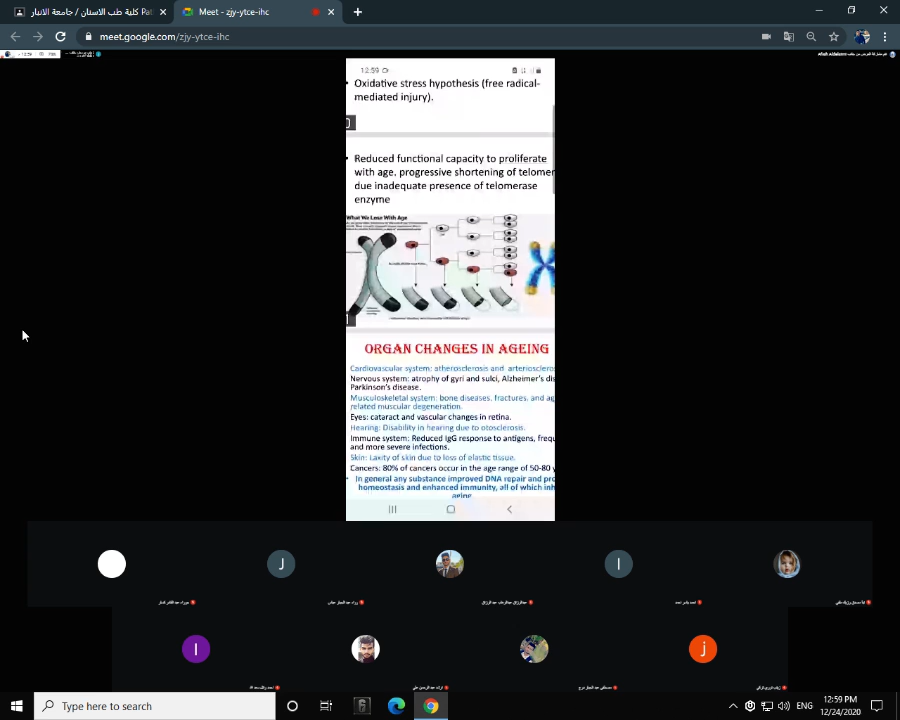 كلية طب الاسنان / جامعة الانبار Pat
Meet - zjy-ytce-ihc
meet.google.com/zjy-ytce-ihc
12:59
Oxidative stress hypothesis (free radical-
mediated injury).
Reduced functional capacity to proliferate
with age, progressive shortening of telomer
due inadequate presence of telomerase
enzyme
What We Lose With Age
ORGAN CHANGES IN AGEING
Cardiovascular system: atherosclerosis and arterioscleros
Nervous system: atrophy of gyri and sulci, Alzheimer's dis
Parkinson's disease.
Musculoskeletal system: bone diseases, fractures, and ag
related muscular degeneration.
Eyes: cataract and vascular changes in retina.
Hearing: Disability in hearing due to otosclerosis.
Immune system: Reduced IgG response to antigens, frequ
and more severe infections.
Skin: Laxity of skin due to loss of elastic tissue.
Cancers: 80% of cancers occur in the age range of 50-80 y
In general any substance improved DNA repair and pro
homeostasis and enhanced immunity, all of which inh
aging
J
I
I
j
Type here to search
ENG
12:59 PM
12/24/2020